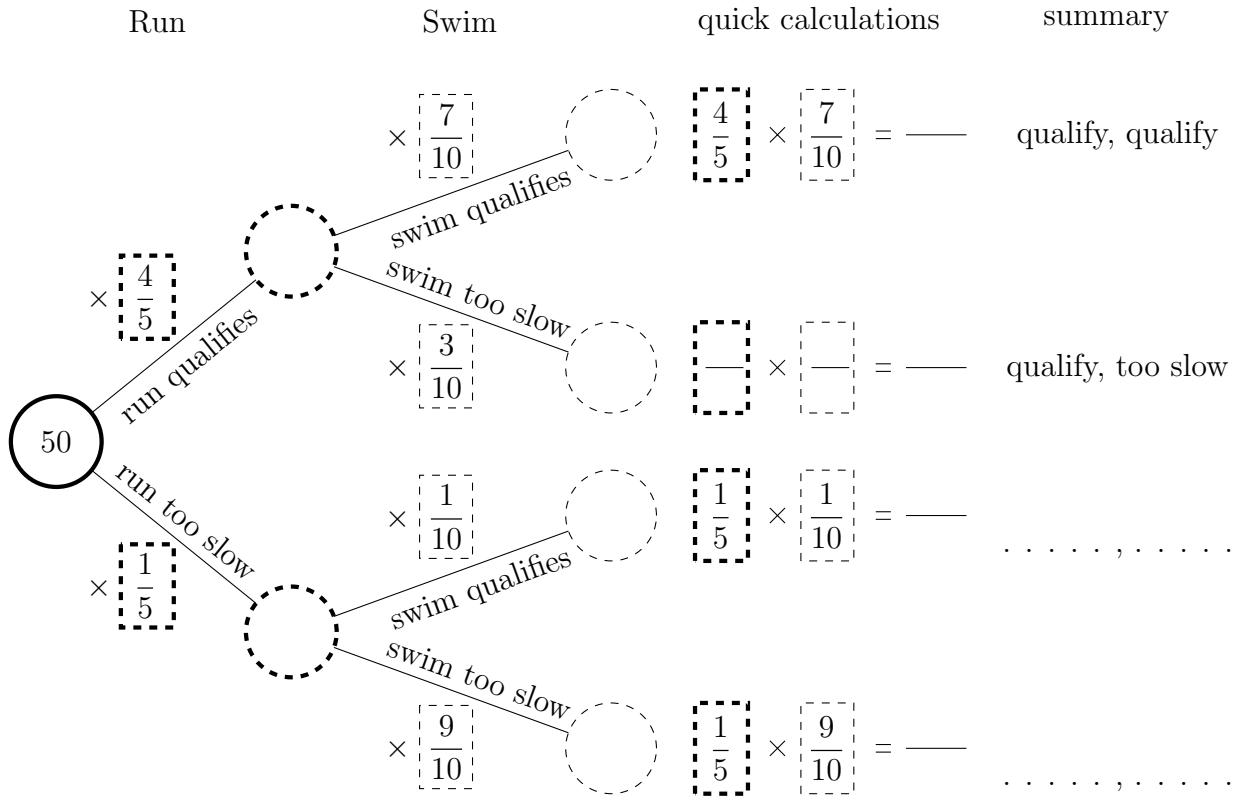 Run Swim quick calculations summary
× 7/10 4/5 × 7/10 = — qualify, qualify
swim qualifies
× 4/5
run qualifies
swim too slow
× 3/10 — × — = — qualify, too slow
50
run too slow
× 1/5
× 1/10 1/5 × 1/10 = — . . . . . , . . . . .
swim qualifies
swim too slow
× 9/10 1/5 × 9/10 = — . . . . . , . . . . .